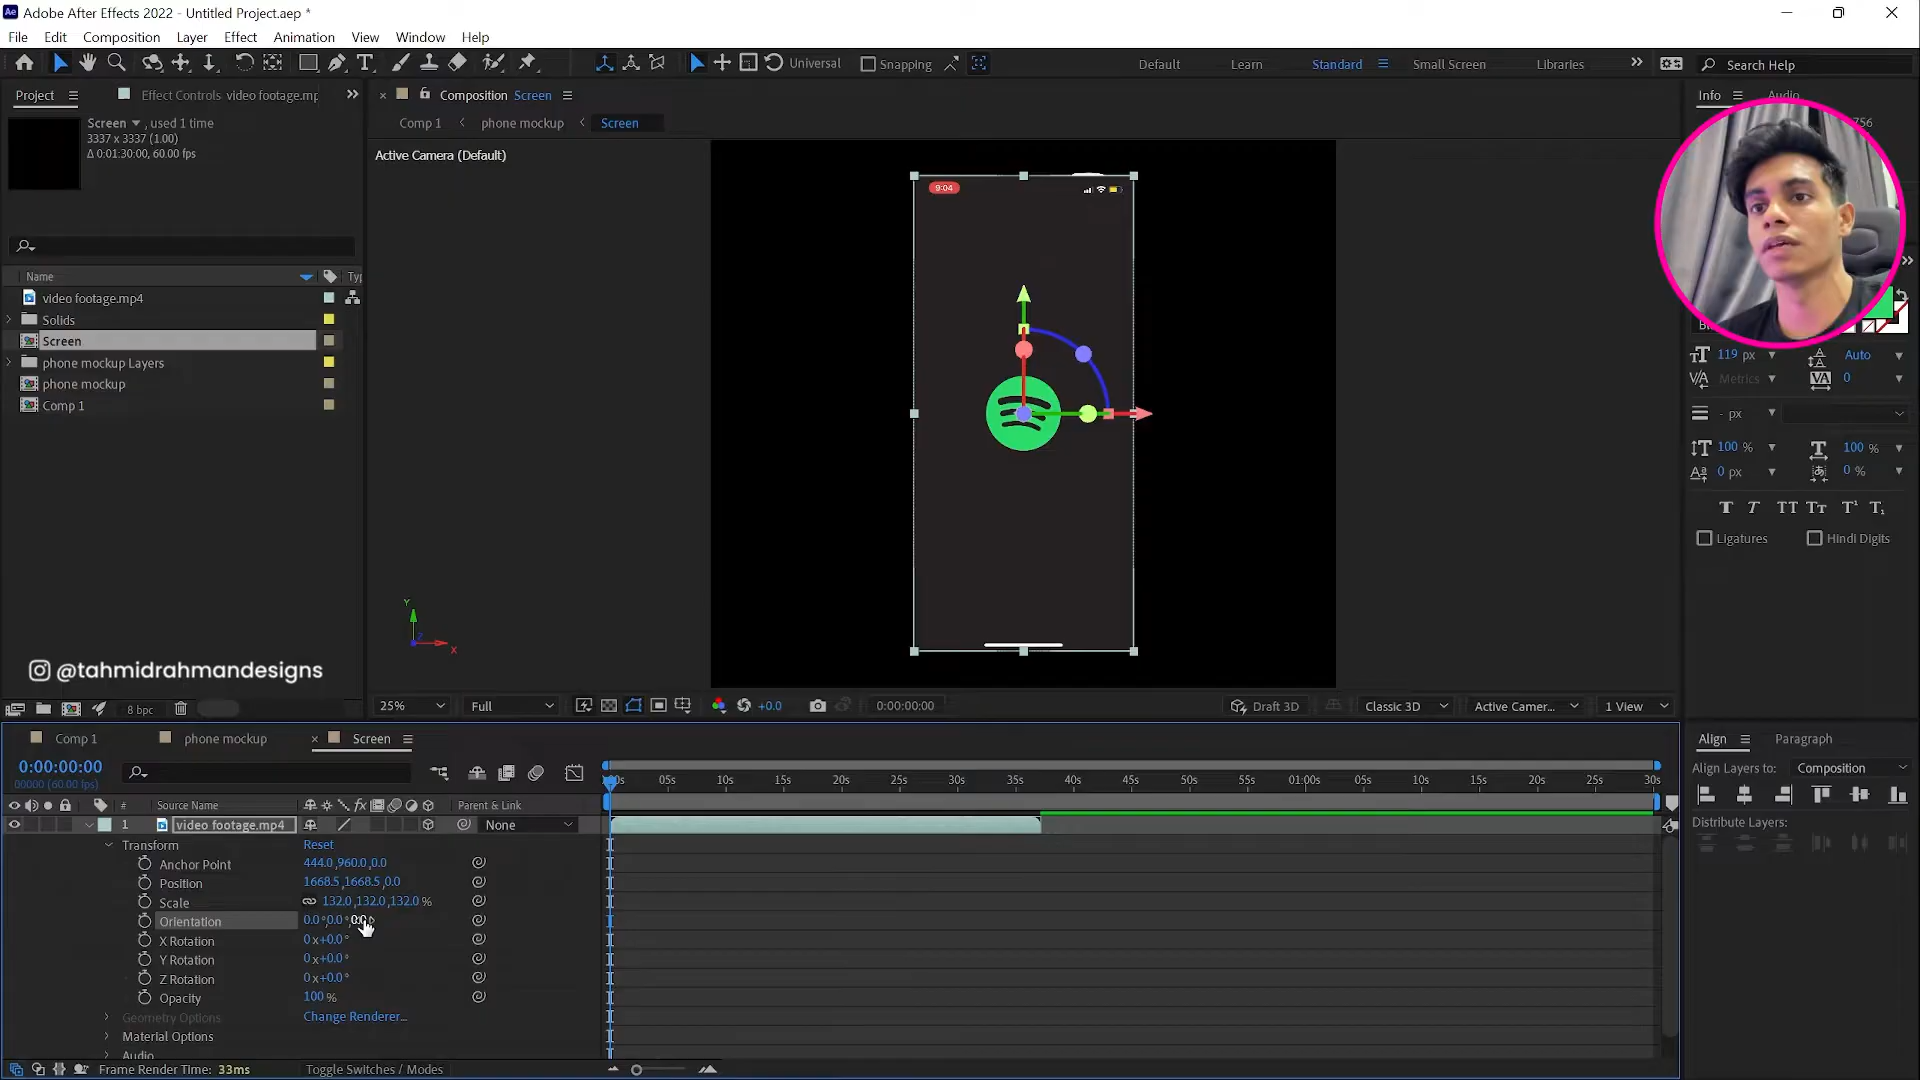 Ae Adobe After Effects 2022 - Untitled Project.aep *
File Edit Composition Layer Effect Animation View Window Help
Universal Snapping Default Learn Standard Small Screen Libraries Search Help
Project Effect Controls video footage.mp
Composition Screen
Info Audio
Screen , used 1 time
3337 x 3337 (1.00)
Δ 0:01:30:00, 60.00 fps
Comp 1 phone mockup Screen
Active Camera (Default)
9:04
Name
video footage.mp4
Solids
Screen
phone mockup Layers
phone mockup
Comp 1
119 px Auto
Metrics 0
- px
100 % 100 %
0 px 0 %
Ligatures Hindi Digits
Y
Z
X
@tahmidrahmandesigns
8 bpc
25% Full +0.0 0:00:00:00 Draft 3D Classic 3D Active Camer... 1 View
Comp 1 phone mockup Screen
Align Paragraph
0:00:00:00
00000 (60.00 fps)
05s 10s 15s 20s 25s 30s 35s 40s 45s 50s 55s 01:00s 05s 10s 15s 20s 25s 30s
Align Layers to: Composition
# Source Name fx Parent & Link
1 video footage.mp4 None
Distribute Layers:
Transform Reset
Anchor Point 444.0,960.0,0.0
Position 1668.5,1668.5,0.0
Scale 132.0,132.0,132.0 %
Orientation 0.0 °,0.0 °,0.0 °
X Rotation 0 x+0.0 °
Y Rotation 0 x+0.0 °
Z Rotation 0 x+0.0 °
Opacity 100 %
Geometry Options Change Renderer...
Material Options
Audio
Frame Render Time: 33ms Toggle Switches / Modes